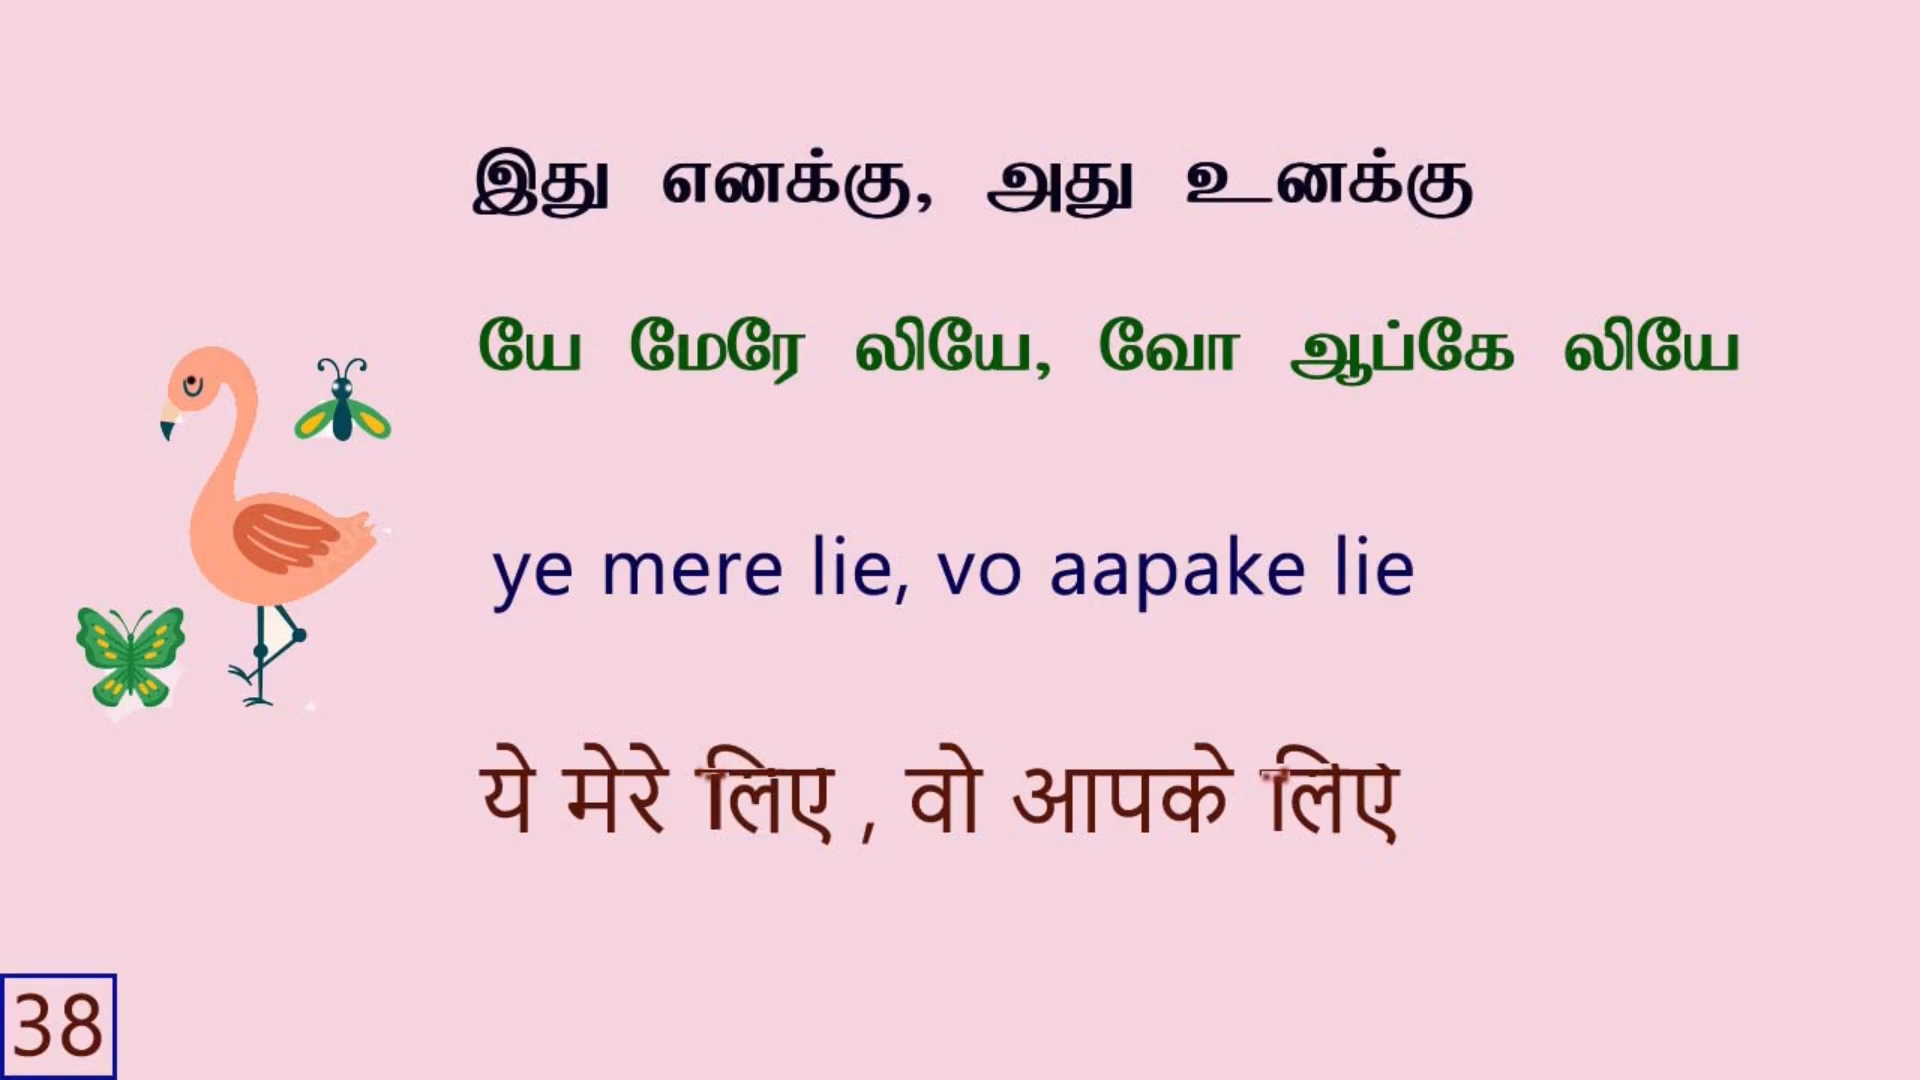 இது எனக்கு, அது உனக்கு
யே மேரே லியே, வோ ஆப்கே லியே
ye mere lie, vo aapake lie
ये मेरे लिए , वो आपके लिए
38